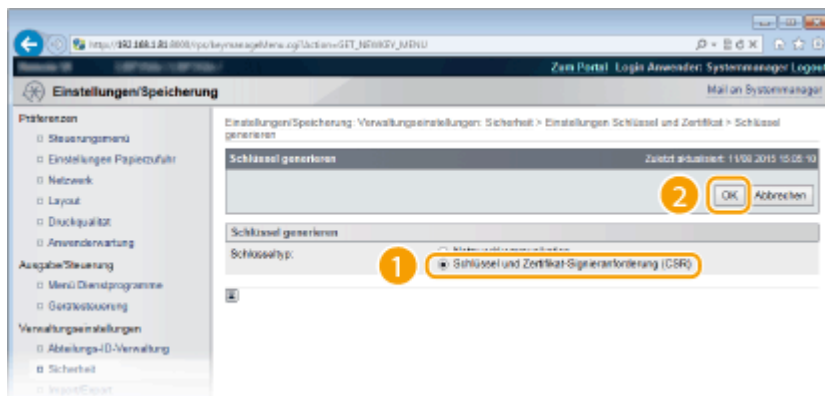 Zum Portal Login Anwender: Systemmanager Logout
Einstellungen/Speicherung
Mail an Systemmanager
Präferenzen
Steuerungsmenü
Einstellungen Papierzufuhr
Netzwerk
Layout
Druckqualität
Anwenderwartung
Ausgabe/Steuerung
Menü Dienstprogramme
Gerätesteuerung
Verwaltungseinstellungen
Abteilungs-ID-Verwaltung
Sicherheit
Import/Export
Einstellungen/Speicherung: Verwaltungseinstellungen: Sicherheit > Einstellungen Schlüssel und Zertifikat > Schlüssel
generieren
Schlüssel generieren
Zuletzt aktualisiert: 11/08 2015 15:05:10
2
OK
Abbrechen
Schlüssel generieren
Schlüsseltyp:
Netzwerkkommunikation
1
Schlüssel und Zertifikat-Signieranforderung (CSR)